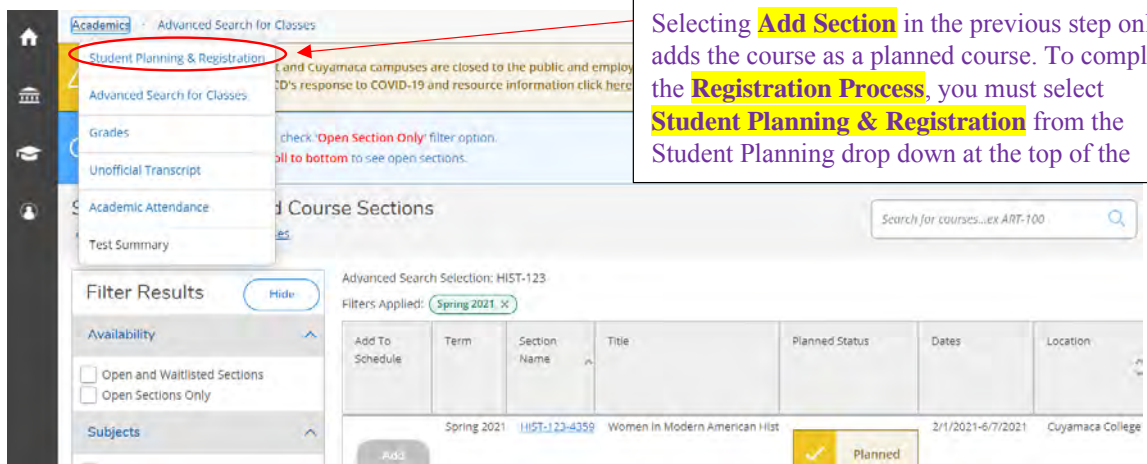 Academics · Advanced Search for Classes
Student Planning & Registration
Advanced Search for Classes
Grades
Unofficial Transcript
Academic Attendance
Test Summary
t and Cuyamaca campuses are closed to the public and employ
CD's response to COVID-19 and resource information click here
check 'Open Section Only' filter option.
oll to bottom to see open sections.
Selecting Add Section in the previous step onl
adds the course as a planned course. To compl
the Registration Process, you must select
Student Planning & Registration from the
Student Planning drop down at the top of the
S d Course Sections
es
Search for courses...ex ART-100
Filter Results
Hide
Availability
Open and Waitlisted Sections
Open Sections Only
Subjects
Advanced Search Selection: HIST-123
Filters Applied: Spring 2021 ×
Add To Schedule Term Section Name Title Planned Status Dates Location
Spring 2021 HIST-123-4359 Women in Modern American Hist 2/1/2021-6/7/2021 Cuyamaca College
Add
Planned